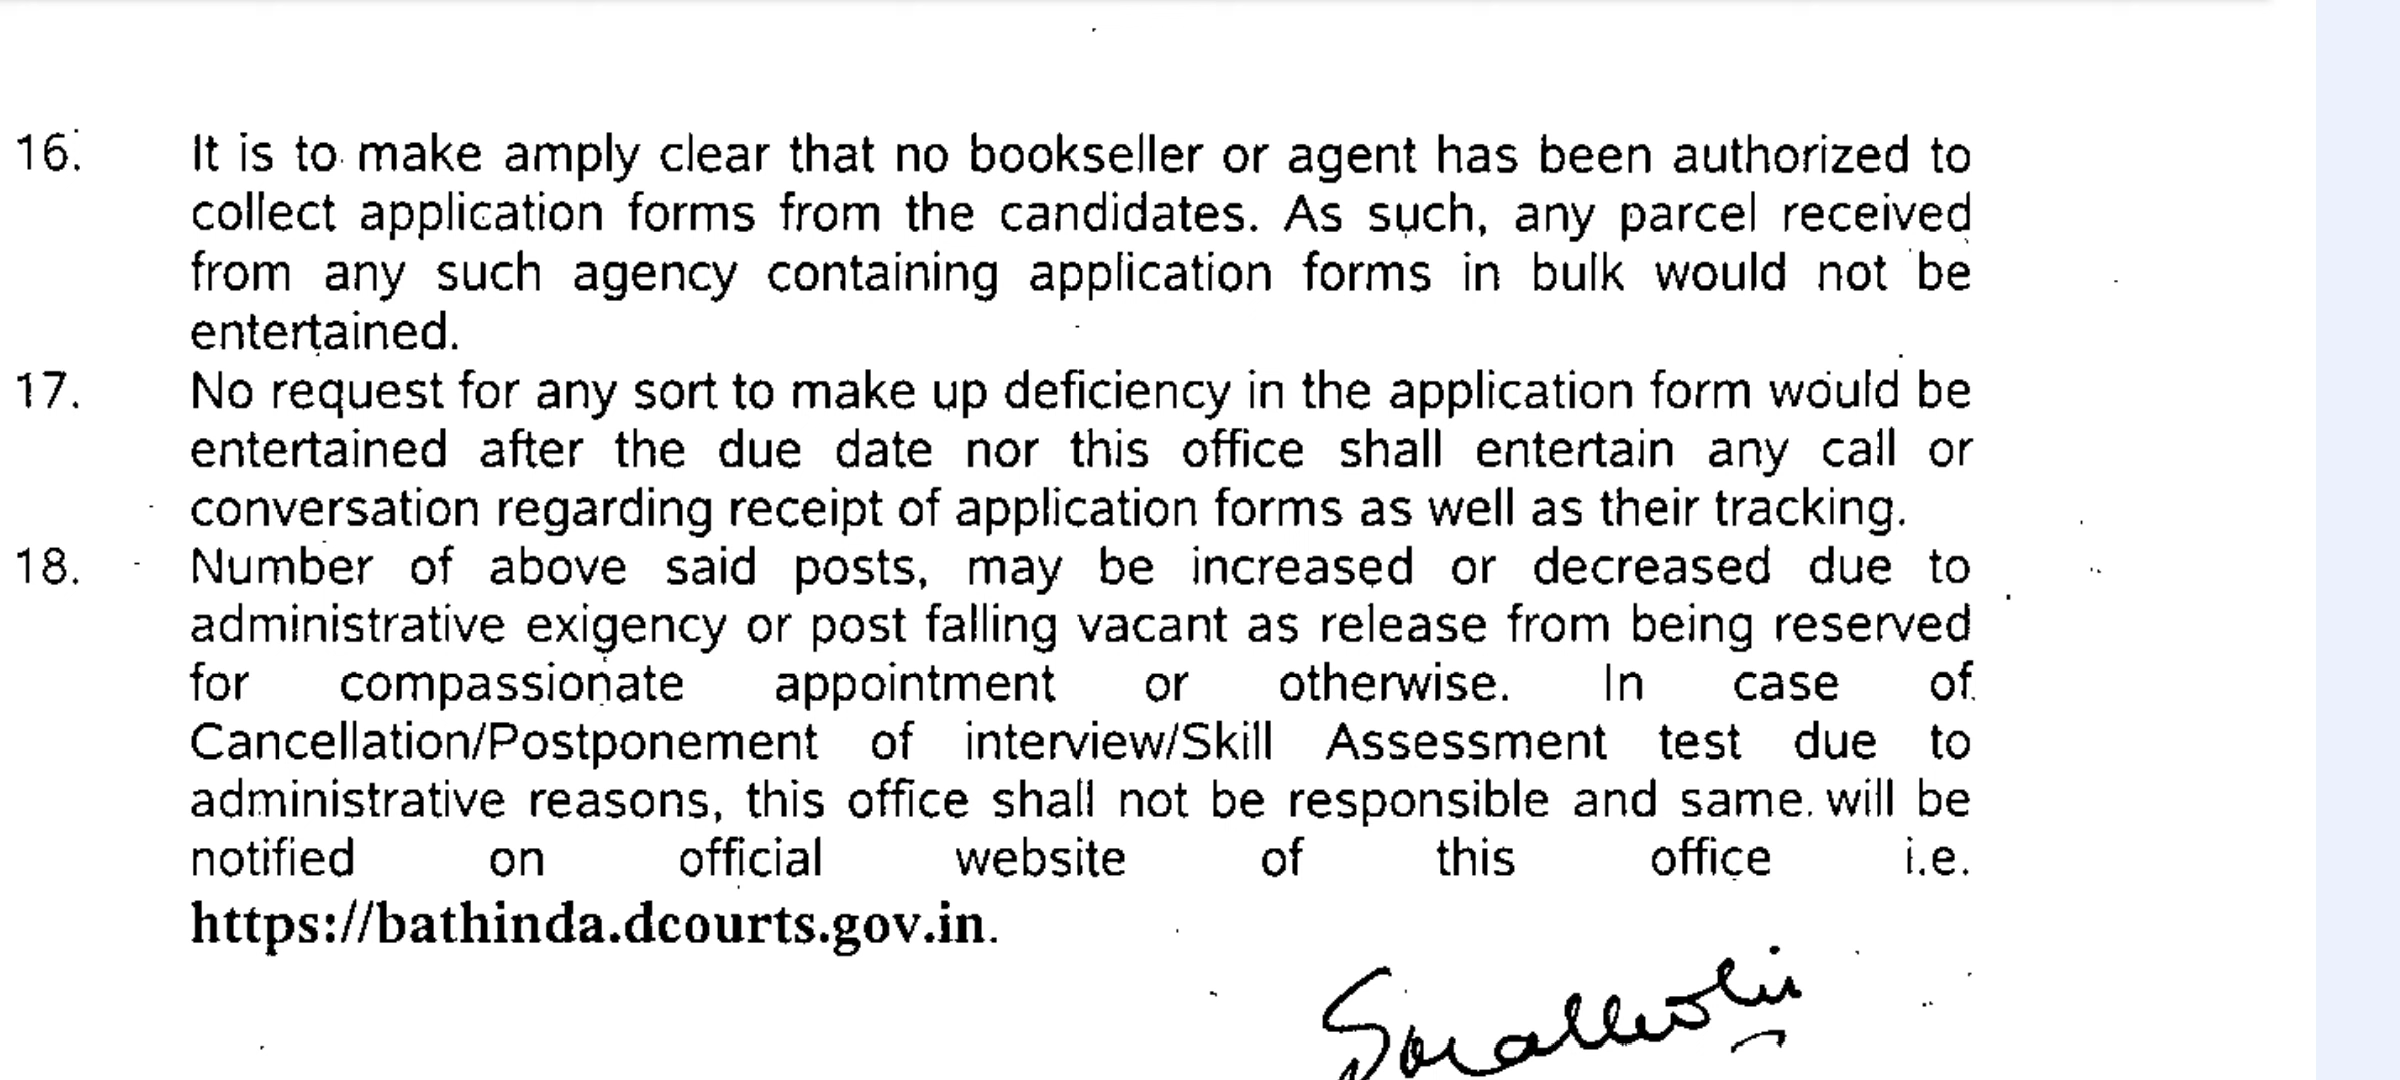 16. It is to make amply clear that no bookseller or agent has been authorized to
collect application forms from the candidates. As such, any parcel received
from any such agency containing application forms in bulk would not be
entertained.
17. No request for any sort to make up deficiency in the application form would be
entertained after the due date nor this office shall entertain any call or
conversation regarding receipt of application forms as well as their tracking.
18. Number of above said posts, may be increased or decreased due to
administrative exigency or post falling vacant as release from being reserved
for compassionate appointment or otherwise. In case of
Cancellation/Postponement of interview/Skill Assessment test due to
administrative reasons, this office shall not be responsible and same will be
notified on official website of this office i.e.
https://bathinda.dcourts.gov.in.